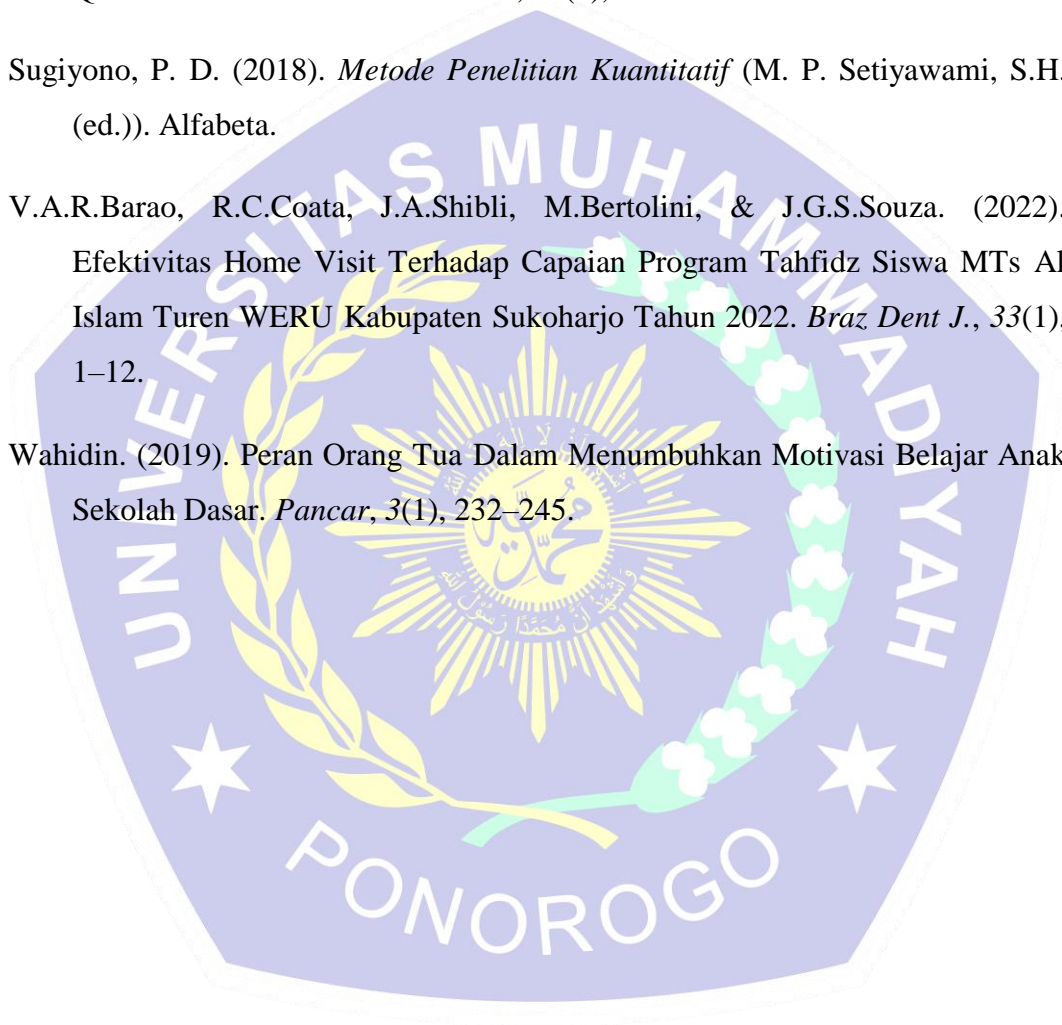 Sugiyono, P. D. (2018). Metode Penelitian Kuantitatif (M. P. Setiyawami, S.H.
(ed.)). Alfabeta.
V.A.R.Barao, R.C.Coata, J.A.Shibli, M.Bertolini, & J.G.S.Souza. (2022).
Efektivitas Home Visit Terhadap Capaian Program Tahfidz Siswa MTs Al
Islam Turen WERU Kabupaten Sukoharjo Tahun 2022. Braz Dent J., 33(1),
1–12.
Wahidin. (2019). Peran Orang Tua Dalam Menumbuhkan Motivasi Belajar Anak
Sekolah Dasar. Pancar, 3(1), 232–245.
UNIVERSITAS MUHAMMADIYAH
PONOROGO